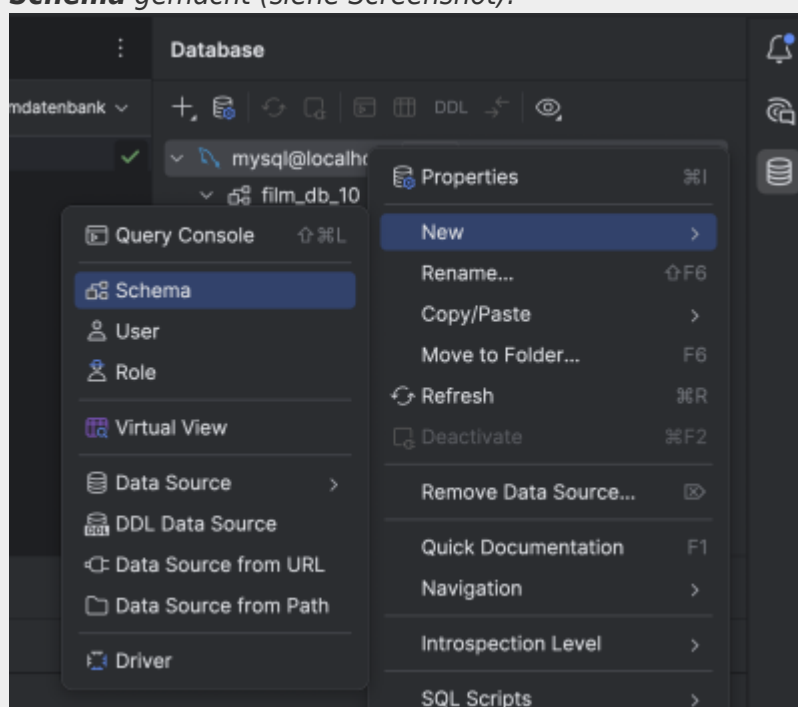 Schema gemacht (siehe Screenshot).
Database
mdatenbank
DDL
mysql@localh
film_db_10
Properties ⌘I
New
Rename... ⇧F6
Copy/Paste
Move to Folder... F6
Refresh ⌘R
Deactivate ⌘F2
Remove Data Source... ⌦
Quick Documentation F1
Navigation
Introspection Level
SQL Scripts
Query Console ⇧⌘L
Schema
User
Role
Virtual View
Data Source
DDL Data Source
Data Source from URL
Data Source from Path
Driver